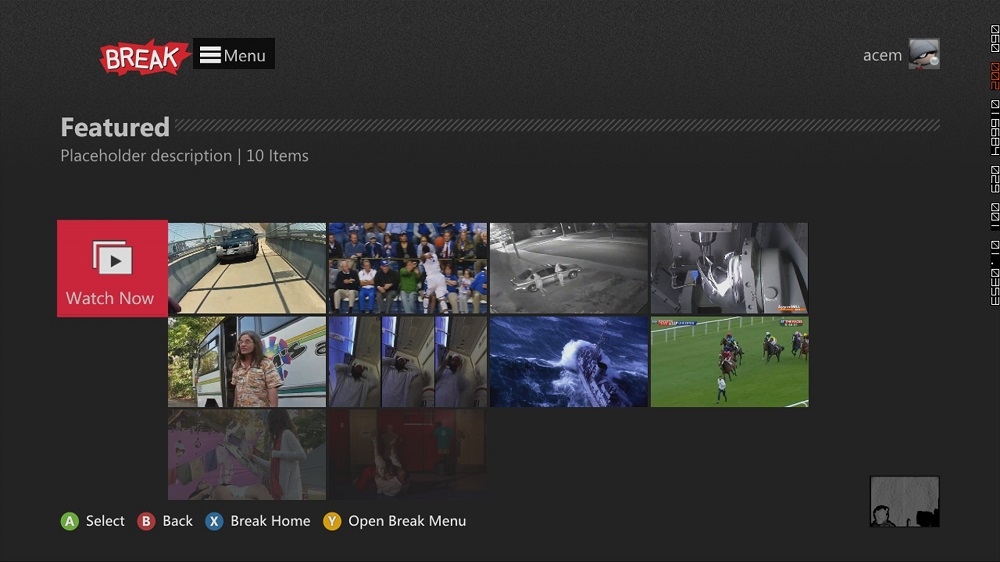 BREAK
Menu
acem
Featured
Placeholder description | 10 Items
Watch Now
A Select B Back X Break Home Y Open Break Menu